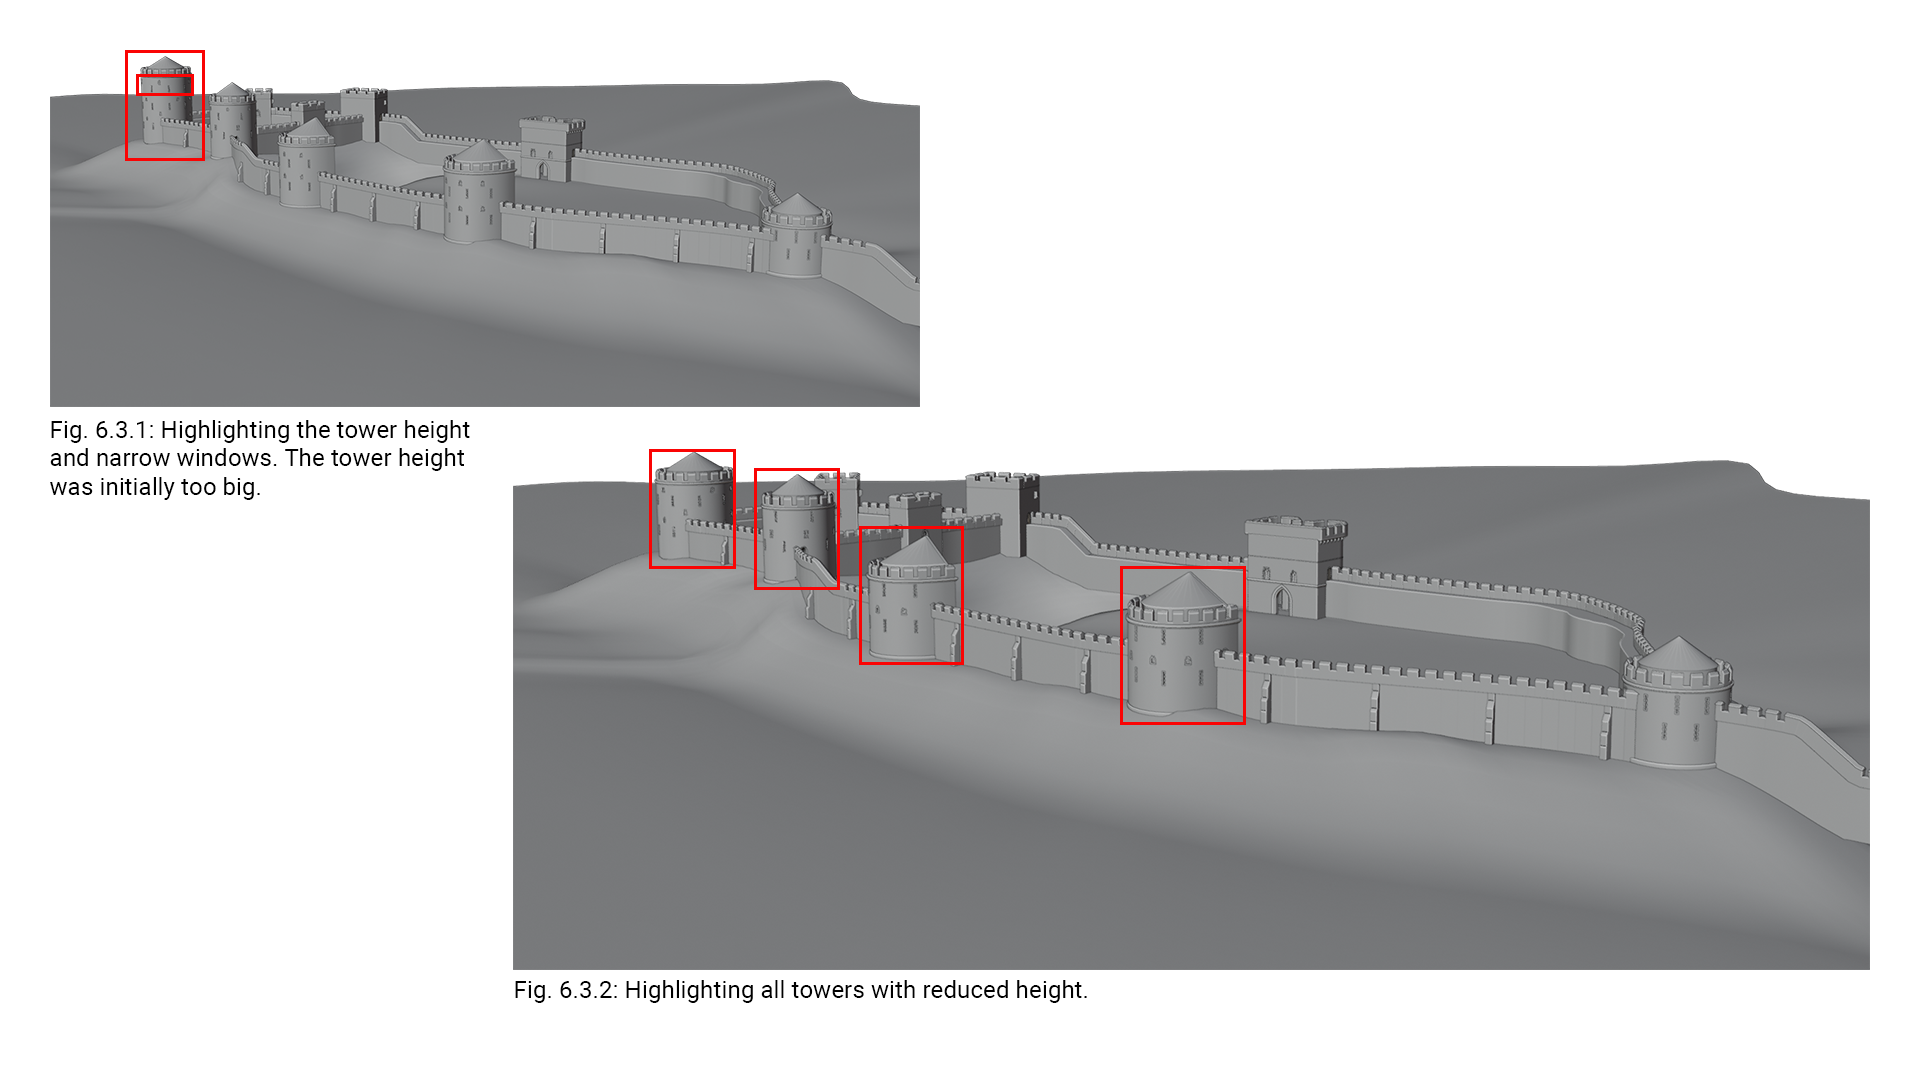 Fig. 6.3.1: Highlighting the tower height
and narrow windows. The tower height
was initially too big.
Fig. 6.3.2: Highlighting all towers with reduced height.